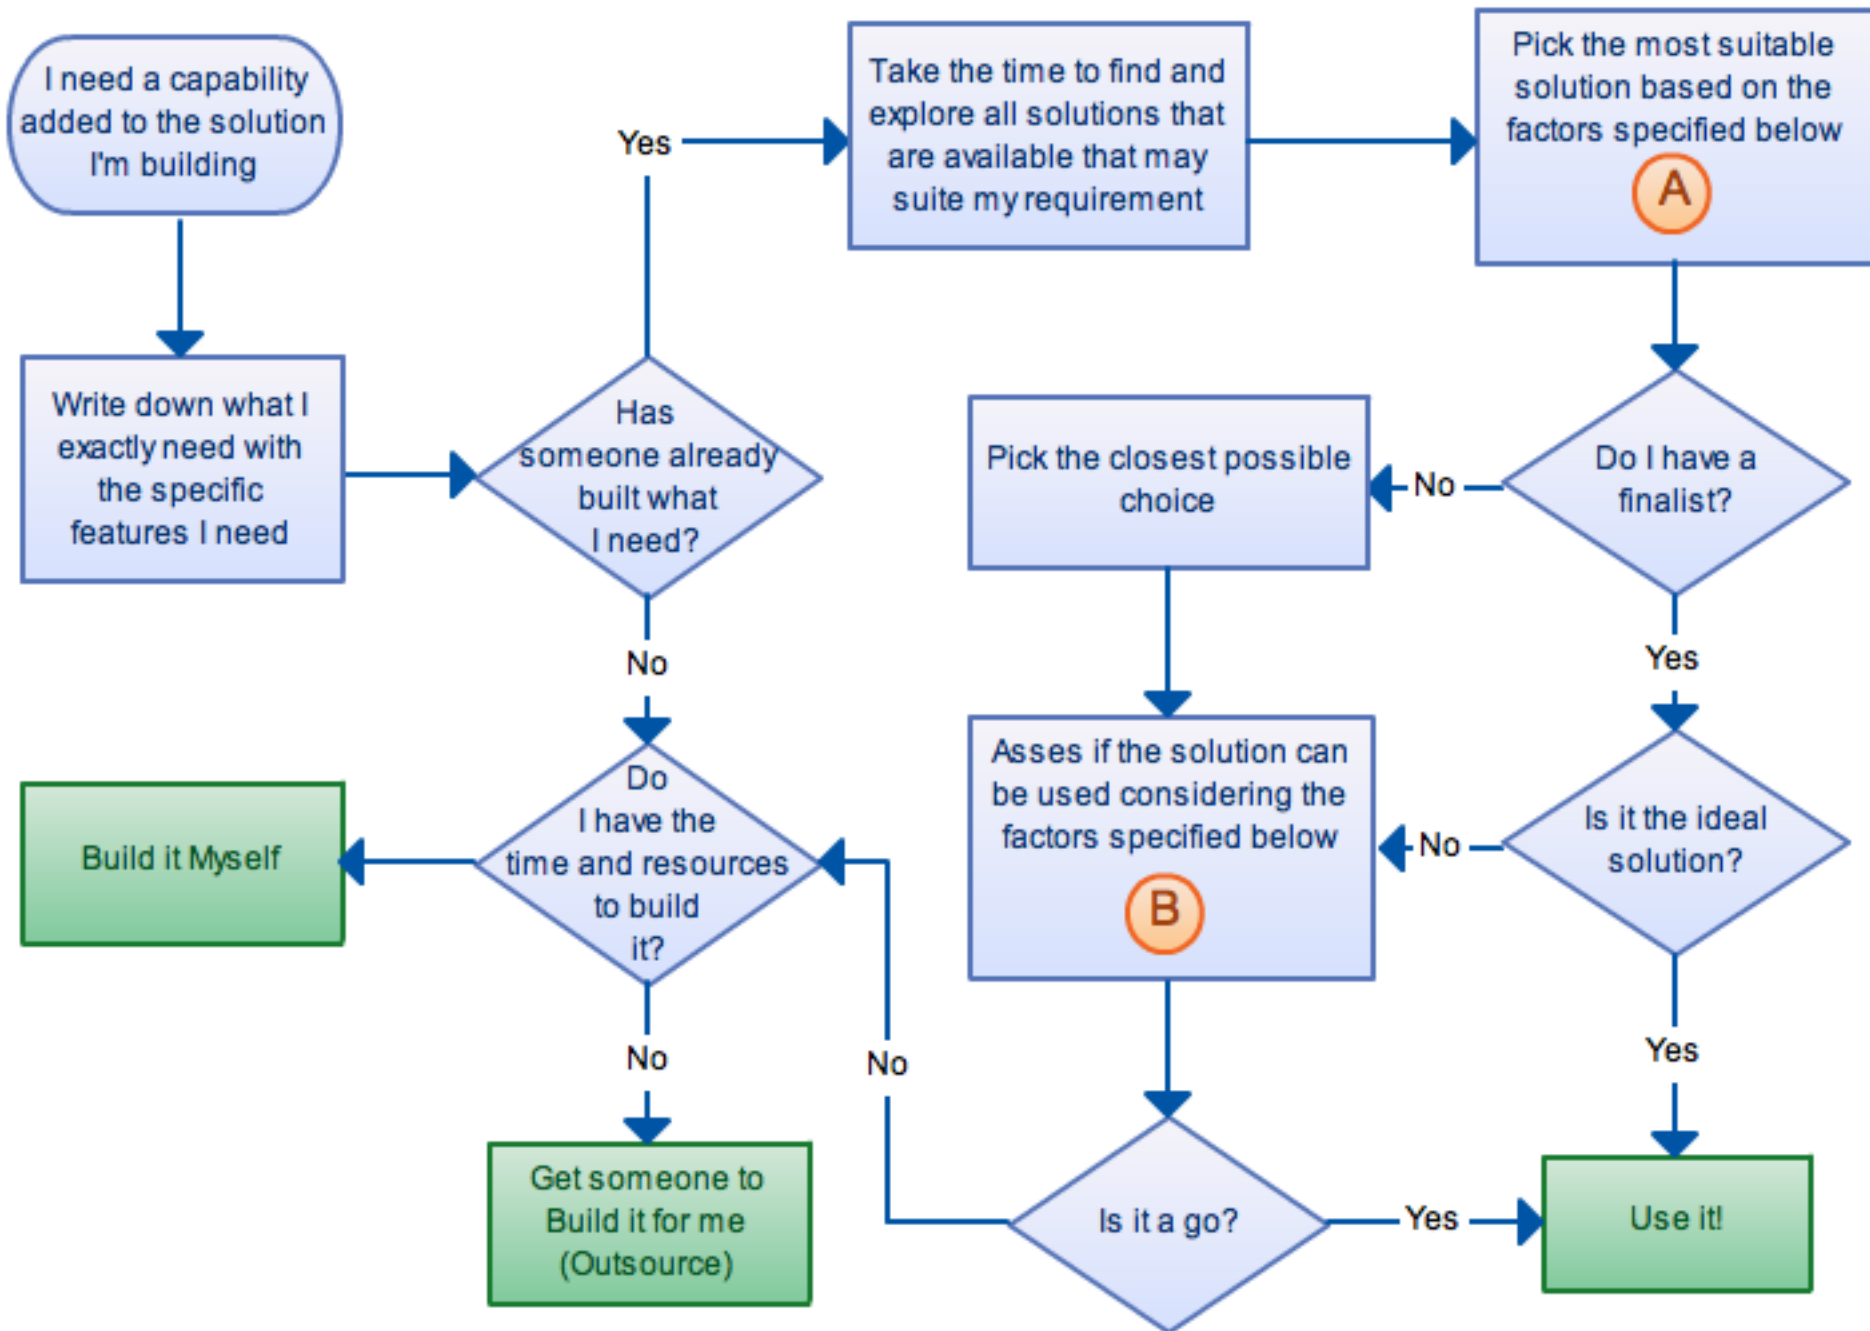 I need a capability
added to the solution
I'm building
Write down what I
exactly need with
the specific
features I need
Has
someone already
built what
I need?
Yes
Take the time to find and
explore all solutions that
are available that may
suite my requirement
Pick the most suitable
solution based on the
factors specified below
A
Do I have a
finalist?
No
Pick the closest possible
choice
Yes
Is it the ideal
solution?
No
Asses if the solution can
be used considering the
factors specified below
B
Yes
No
Do
I have the
time and resources
to build
it?
Build it Myself
No
Get someone to
Build it for me
(Outsource)
No
Is it a go?
Yes
Use it!